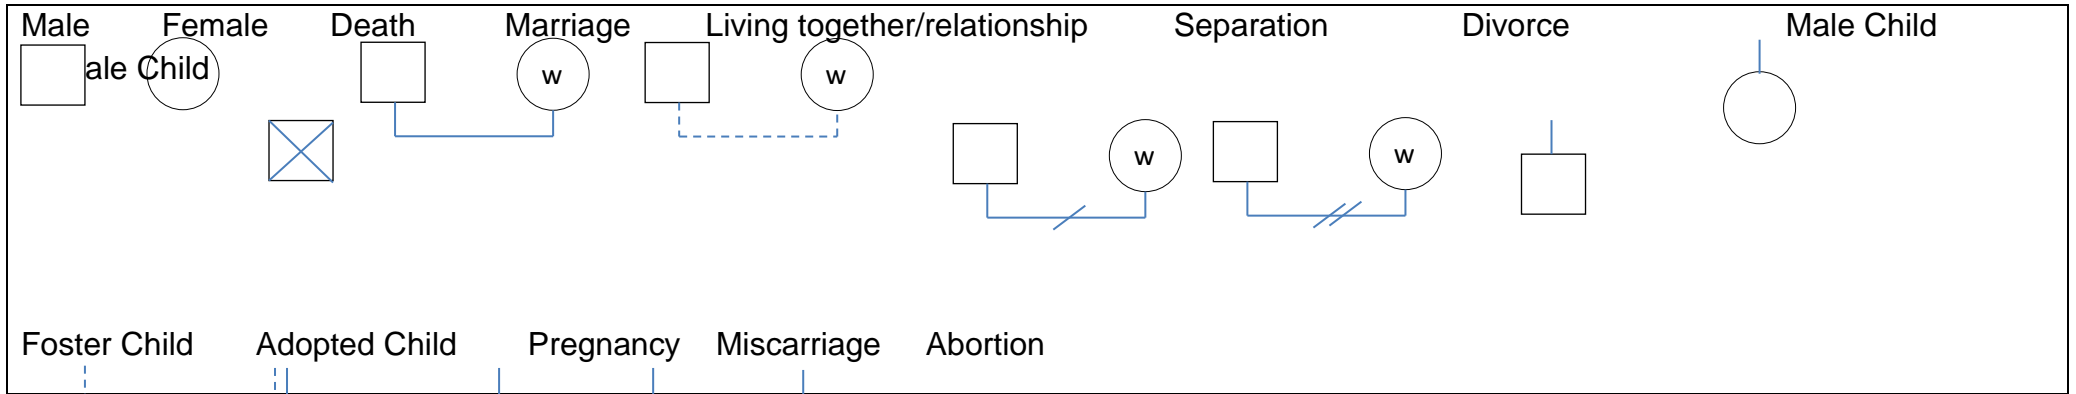 Male Female Death Marriage Living together/relationship Separation Divorce Male Child
ale Child
w w
w w
Foster Child Adopted Child Pregnancy Miscarriage Abortion